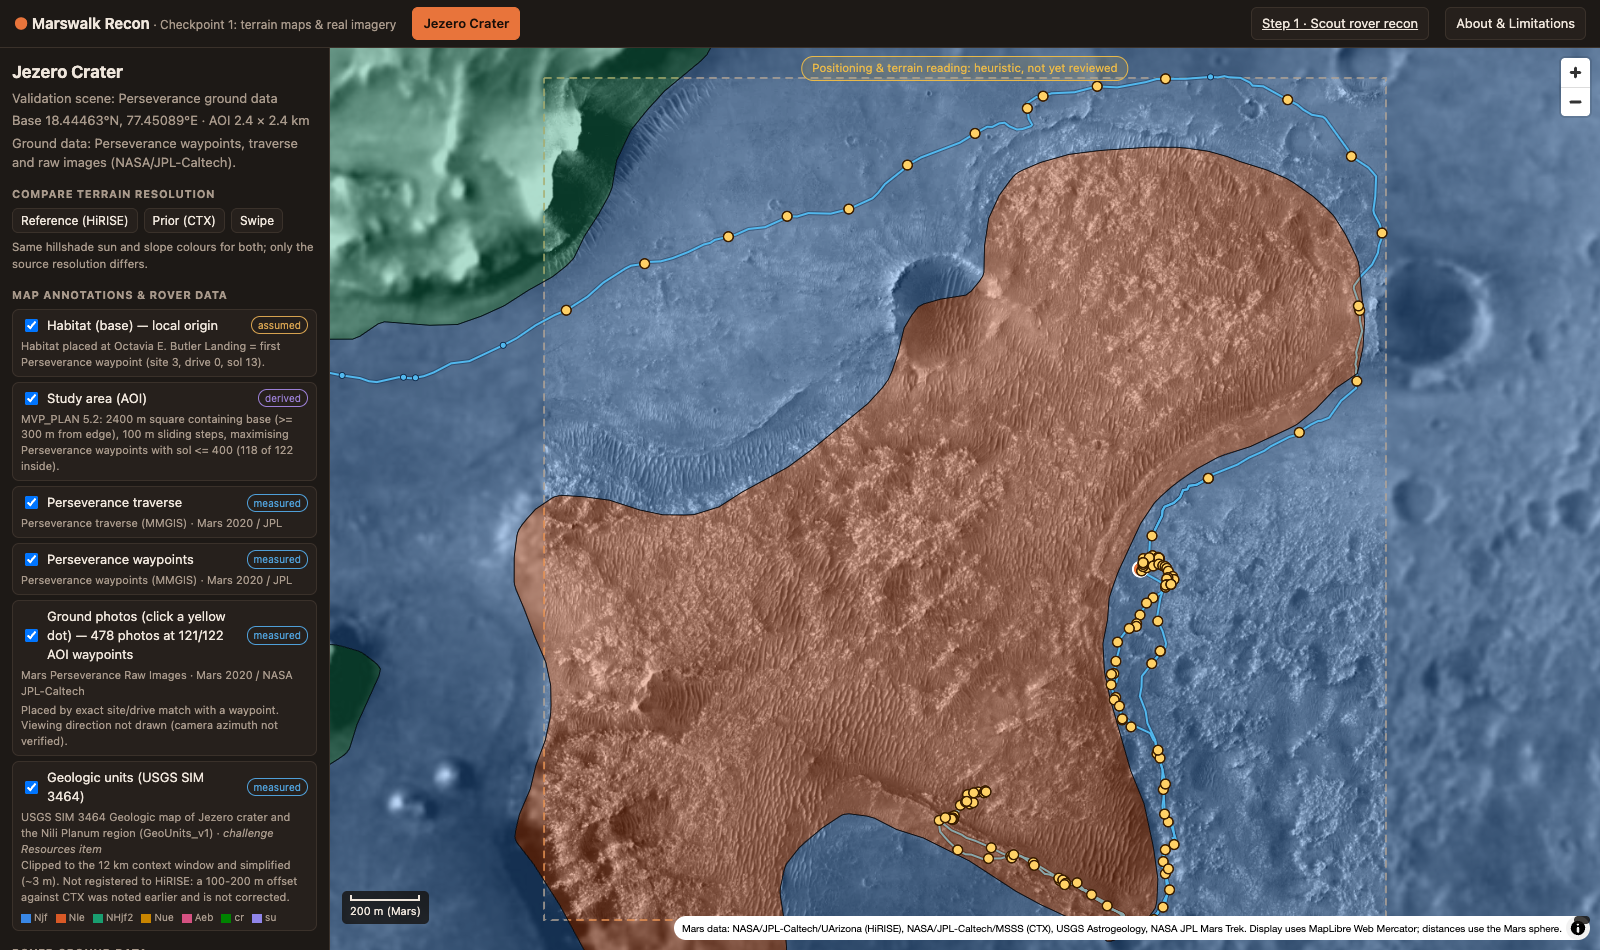 Marswalk Recon · Checkpoint 1: terrain maps & real imagery
Jezero Crater
Step 1 · Scout rover recon
About & Limitations
Jezero Crater
Validation scene: Perseverance ground data
Base 18.44463°N, 77.45089°E · AOI 2.4 × 2.4 km
Ground data: Perseverance waypoints, traverse
and raw images (NASA/JPL-Caltech).
COMPARE TERRAIN RESOLUTION
Reference (HiRISE)
Prior (CTX)
Swipe
Same hillshade sun and slope colours for both; only the
source resolution differs.
MAP ANNOTATIONS & ROVER DATA
Habitat (base) — local origin
assumed
Habitat placed at Octavia E. Butler Landing = first
Perseverance waypoint (site 3, drive 0, sol 13).
Study area (AOI)
derived
MVP_PLAN 5.2: 2400 m square containing base (>=
300 m from edge), 100 m sliding steps, maximising
Perseverance waypoints with sol <= 400 (118 of 122
inside).
Perseverance traverse
measured
Perseverance traverse (MMGIS) · Mars 2020 / JPL
Perseverance waypoints
measured
Perseverance waypoints (MMGIS) · Mars 2020 / JPL
Ground photos (click a yellow
dot) — 478 photos at 121/122
AOI waypoints
measured
Mars Perseverance Raw Images · Mars 2020 / NASA
JPL-Caltech
Placed by exact site/drive match with a waypoint.
Viewing direction not drawn (camera azimuth not
verified).
Geologic units (USGS SIM
3464)
measured
USGS SIM 3464 Geologic map of Jezero crater and
the Nili Planum region (GeoUnits_v1) · challenge
Resources item
Clipped to the 12 km context window and simplified
(~3 m). Not registered to HiRISE: a 100-200 m offset
against CTX was noted earlier and is not corrected.
Njf Nle NHjf2 Nue Aeb cr su
Positioning & terrain reading: heuristic, not yet reviewed
+
−
200 m (Mars)
Mars data: NASA/JPL-Caltech/UArizona (HiRISE), NASA/JPL-Caltech/MSSS (CTX), USGS Astrogeology, NASA JPL Mars Trek. Display uses MapLibre Web Mercator; distances use the Mars sphere.